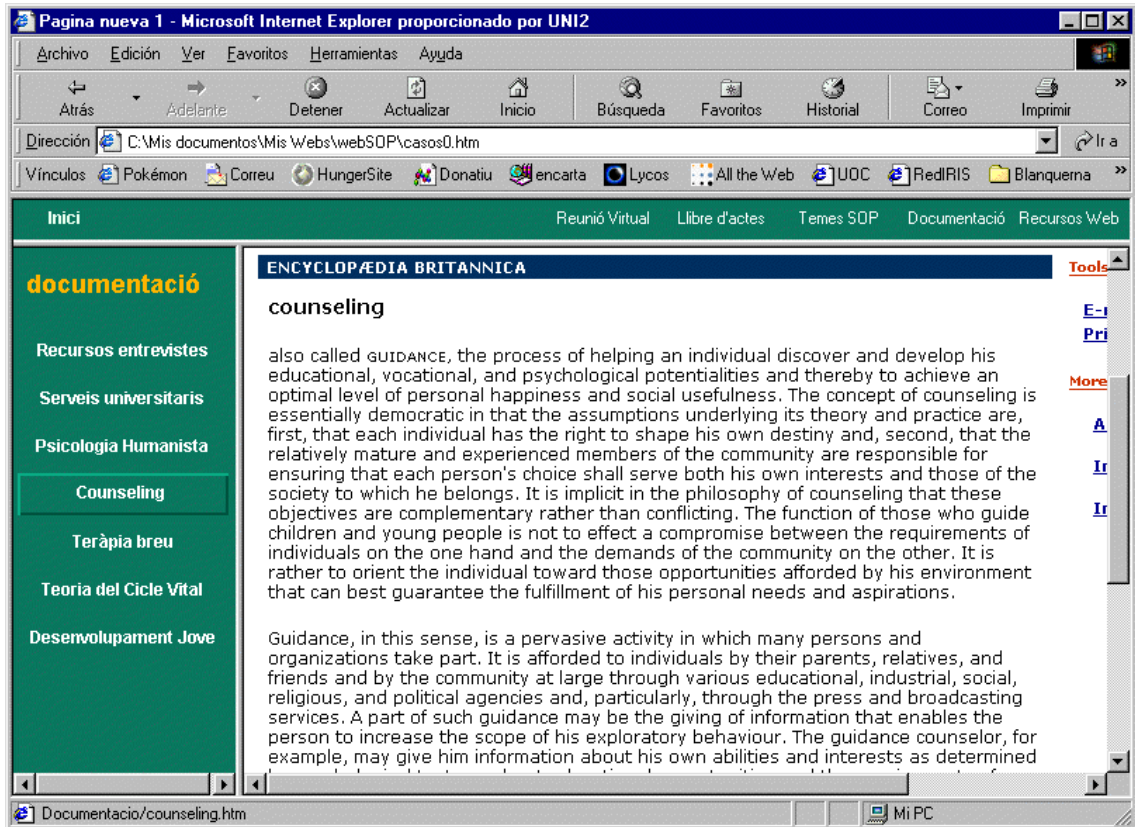 Pagina nueva 1 - Microsoft Internet Explorer proporcionado por UNI2
Archivo Edición Ver Favoritos Herramientas Ayuda
Atrás Adelante Detener Actualizar Inicio Búsqueda Favoritos Historial Correo Imprimir »
Dirección C:\Mis documentos\Mis Webs\webSOP\casos0.htm Ir a
Vínculos Pokémon Correu HungerSite Donatiu encarta Lycos All the Web UOC RedIRIS Blanquerna »
Inici Reunió Virtual Llibre d'actes Temes SOP Documentació Recursos Web
documentació
Recursos entrevistes
Serveis universitaris
Psicologia Humanista
Counseling
Teràpia breu
Teoria del Cicle Vital
Desenvolupament Jove
ENCYCLOPÆDIA BRITANNICA
counseling
also called GUIDANCE, the process of helping an individual discover and develop his
educational, vocational, and psychological potentialities and thereby to achieve an
optimal level of personal happiness and social usefulness. The concept of counseling is
essentially democratic in that the assumptions underlying its theory and practice are,
first, that each individual has the right to shape his own destiny and, second, that the
relatively mature and experienced members of the community are responsible for
ensuring that each person's choice shall serve both his own interests and those of the
society to which he belongs. It is implicit in the philosophy of counseling that these
objectives are complementary rather than conflicting. The function of those who guide
children and young people is not to effect a compromise between the requirements of
individuals on the one hand and the demands of the community on the other. It is
rather to orient the individual toward those opportunities afforded by his environment
that can best guarantee the fulfillment of his personal needs and aspirations.
Guidance, in this sense, is a pervasive activity in which many persons and
organizations take part. It is afforded to individuals by their parents, relatives, and
friends and by the community at large through various educational, industrial, social,
religious, and political agencies and, particularly, through the press and broadcasting
services. A part of such guidance may be the giving of information that enables the
person to increase the scope of his exploratory behaviour. The guidance counselor, for
example, may give him information about his own abilities and interests as determined
Tools
Pri
More
A
Documentacio/counseling.htm Mi PC